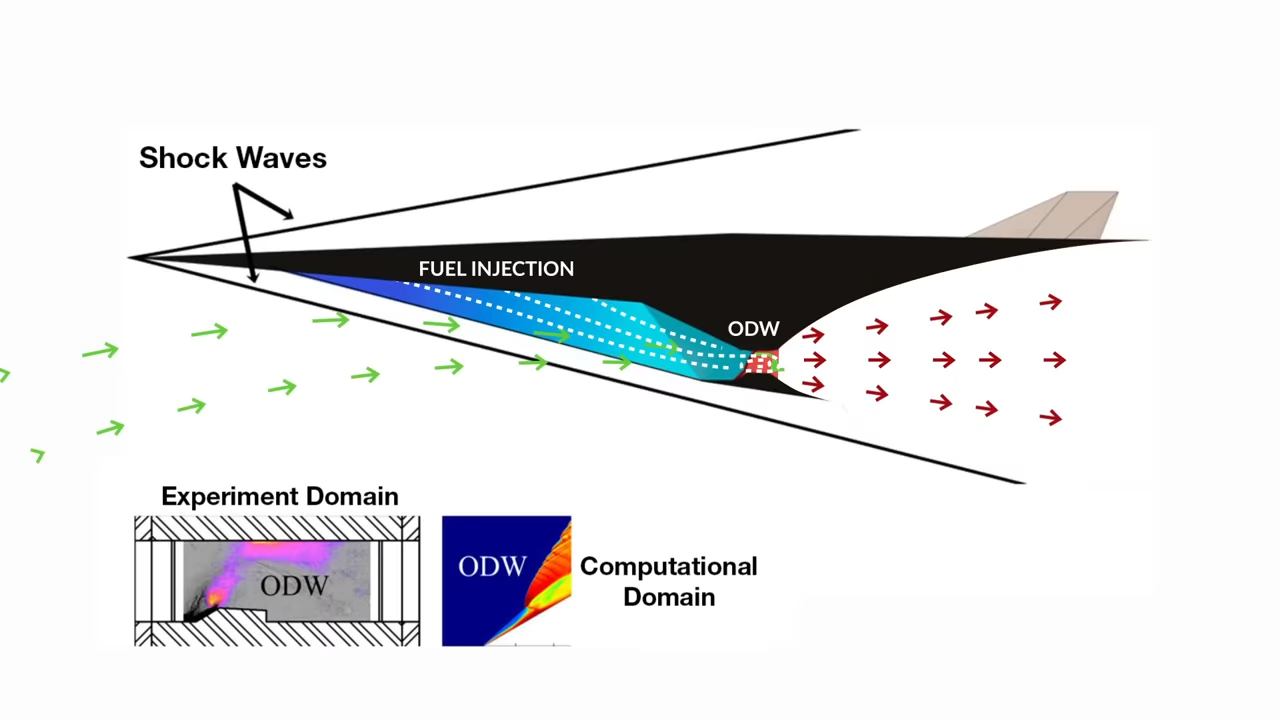 Shock Waves
FUEL INJECTION
ODW
Experiment Domain
ODW
ODW
Computational
Domain